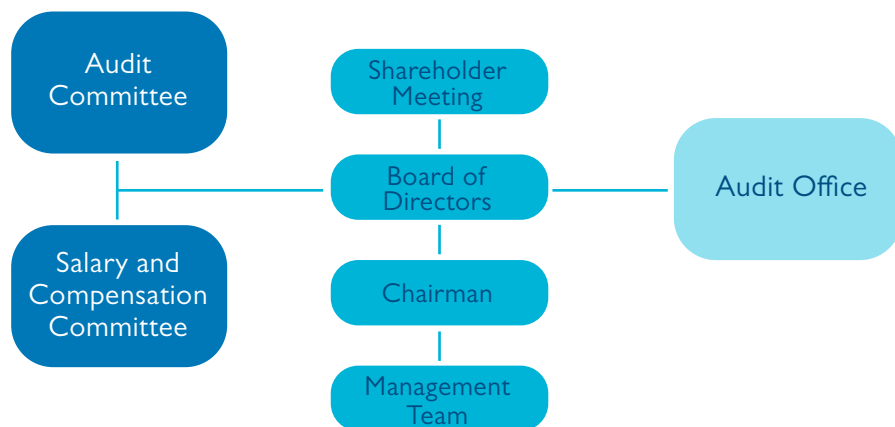 Audit
Committee
Shareholder
Meeting
Board of
Directors
Audit Office
Salary and
Compensation
Committee
Chairman
Management
Team